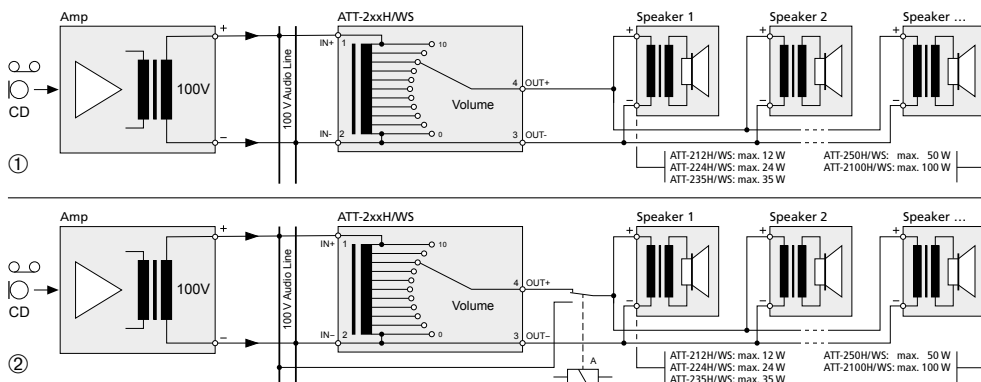 Amp
ATT-2xxH/WS
Speaker 1
Speaker 2
Speaker ...
+
IN+
1
10
+
+
+
100V
4
OUT+
CD
100 V Audio Line
Volume
–
–
–
–
IN-
2
0
3
OUT-
①
ATT-212H/WS: max. 12 W
ATT-224H/WS: max. 24 W
ATT-235H/WS: max. 35 W
ATT-250H/WS: max. 50 W
ATT-2100H/WS: max. 100 W
Amp
ATT-2xxH/WS
Speaker 1
Speaker 2
Speaker ...
+
IN+
1
10
+
+
+
100V
4
OUT+
CD
100 V Audio Line
Volume
–
–
–
–
IN–
2
0
3
OUT–
②
A
ATT-212H/WS: max. 12 W
ATT-224H/WS: max. 24 W
ATT-235H/WS: max. 35 W
ATT-250H/WS: max. 50 W
ATT-2100H/WS: max. 100 W